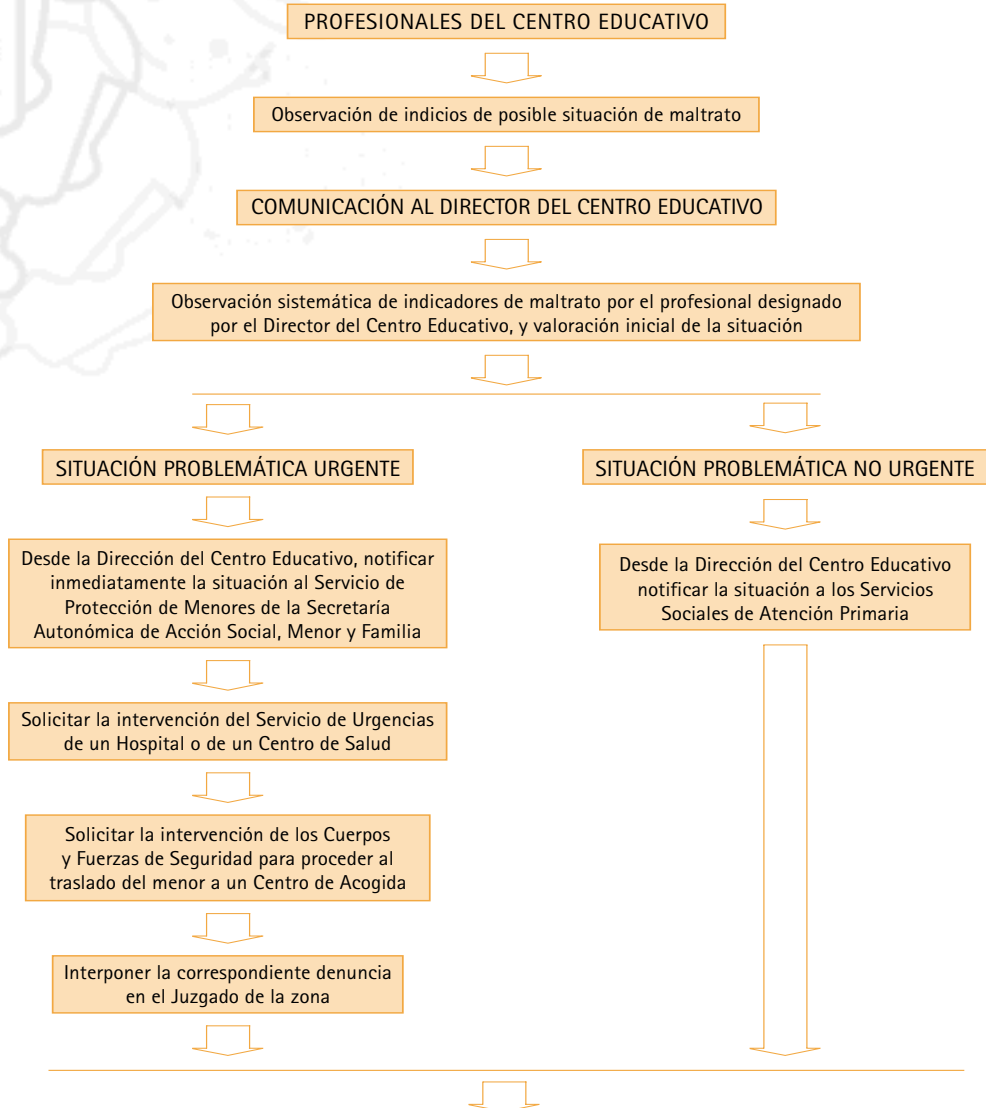 PROFESIONALES DEL CENTRO EDUCATIVO
Observación de indicios de posible situación de maltrato
COMUNICACIÓN AL DIRECTOR DEL CENTRO EDUCATIVO
Observación sistemática de indicadores de maltrato por el profesional designado
por el Director del Centro Educativo, y valoración inicial de la situación
SITUACIÓN PROBLEMÁTICA URGENTE
Desde la Dirección del Centro Educativo, notificar
inmediatamente la situación al Servicio de
Protección de Menores de la Secretaría
Autonómica de Acción Social, Menor y Familia
Solicitar la intervención del Servicio de Urgencias
de un Hospital o de un Centro de Salud
Solicitar la intervención de los Cuerpos
y Fuerzas de Seguridad para proceder al
traslado del menor a un Centro de Acogida
Interponer la correspondiente denuncia
en el Juzgado de la zona
SITUACIÓN PROBLEMÁTICA NO URGENTE
Desde la Dirección del Centro Educativo
notificar la situación a los Servicios
Sociales de Atención Primaria